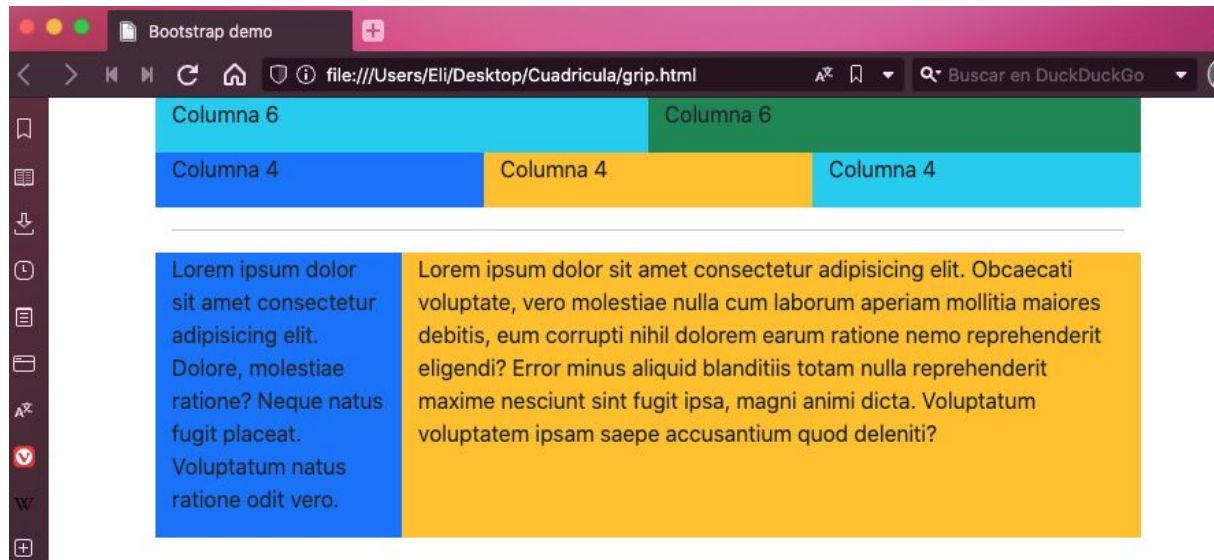 Bootstrap demo
file:///Users/Eli/Desktop/Cuadricula/grip.html
Buscar en DuckDuckGo
Columna 6 Columna 6
Columna 4 Columna 4 Columna 4
Lorem ipsum dolor
sit amet consectetur
adipisicing elit.
Dolore, molestiae
ratione? Neque natus
fugit placeat.
Voluptatum natus
ratione odit vero.
Lorem ipsum dolor sit amet consectetur adipisicing elit. Obcaecati
voluptate, vero molestiae nulla cum laborum aperiam mollitia maiores
debitis, eum corrupti nihil dolorem earum ratione nemo reprehenderit
eligendi? Error minus aliquid blanditiis totam nulla reprehenderit
maxime nesciunt sint fugit ipsa, magni animi dicta. Voluptatum
voluptatem ipsam saepe accusantium quod deleniti?
W